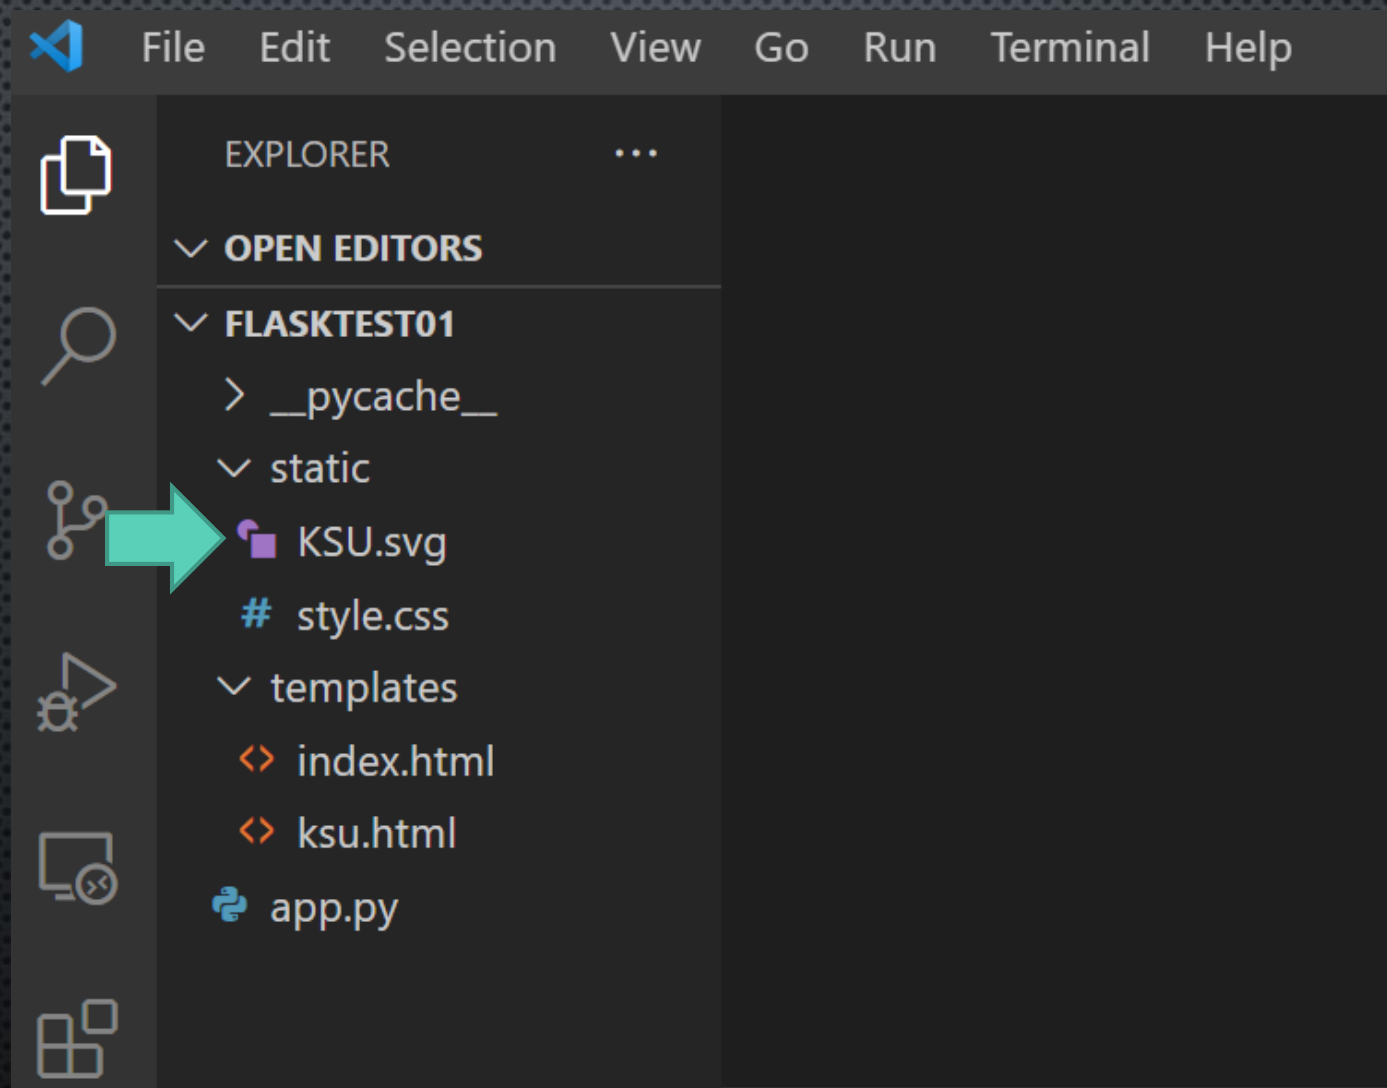 File Edit Selection View Go Run Terminal Help
EXPLORER ...
OPEN EDITORS
FLASKTEST01
__pycache__
static
KSU.svg
# style.css
templates
<> index.html
<> ksu.html
app.py